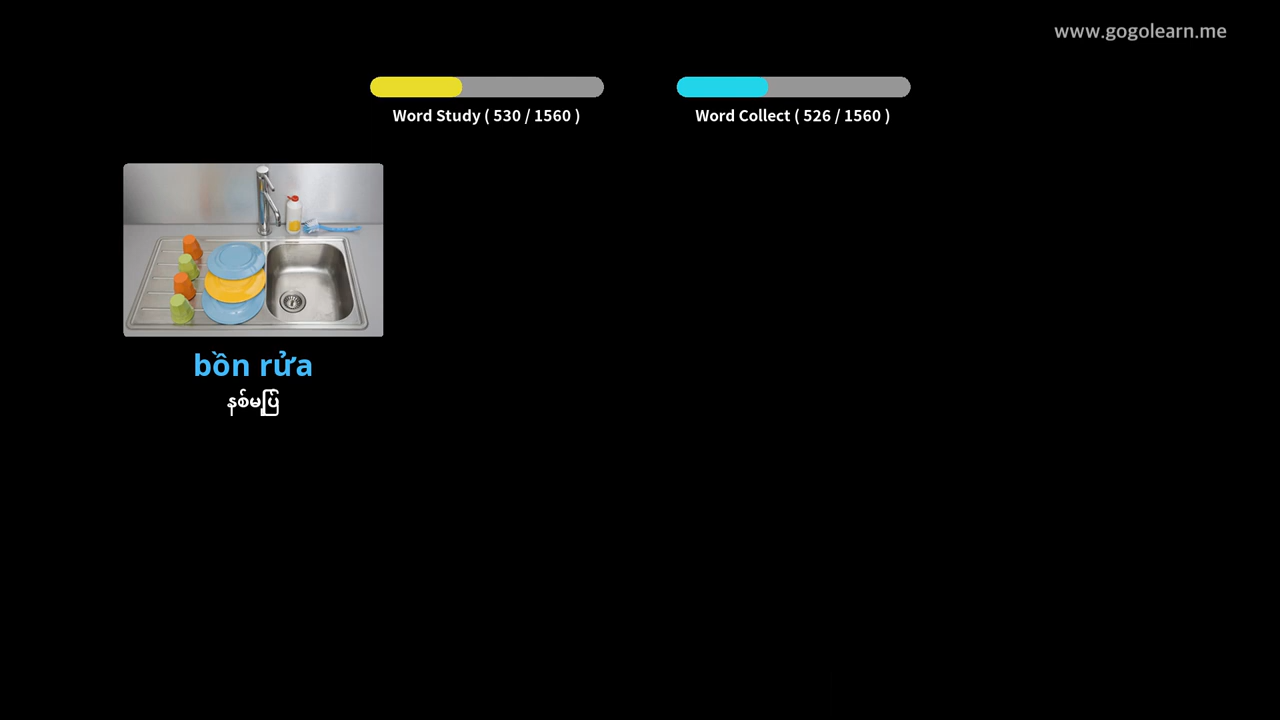 www.gogolearn.me
Word Study ( 530 / 1560 )
Word Collect ( 526 / 1560 )
bồn rửa
နစ်မြုပ်